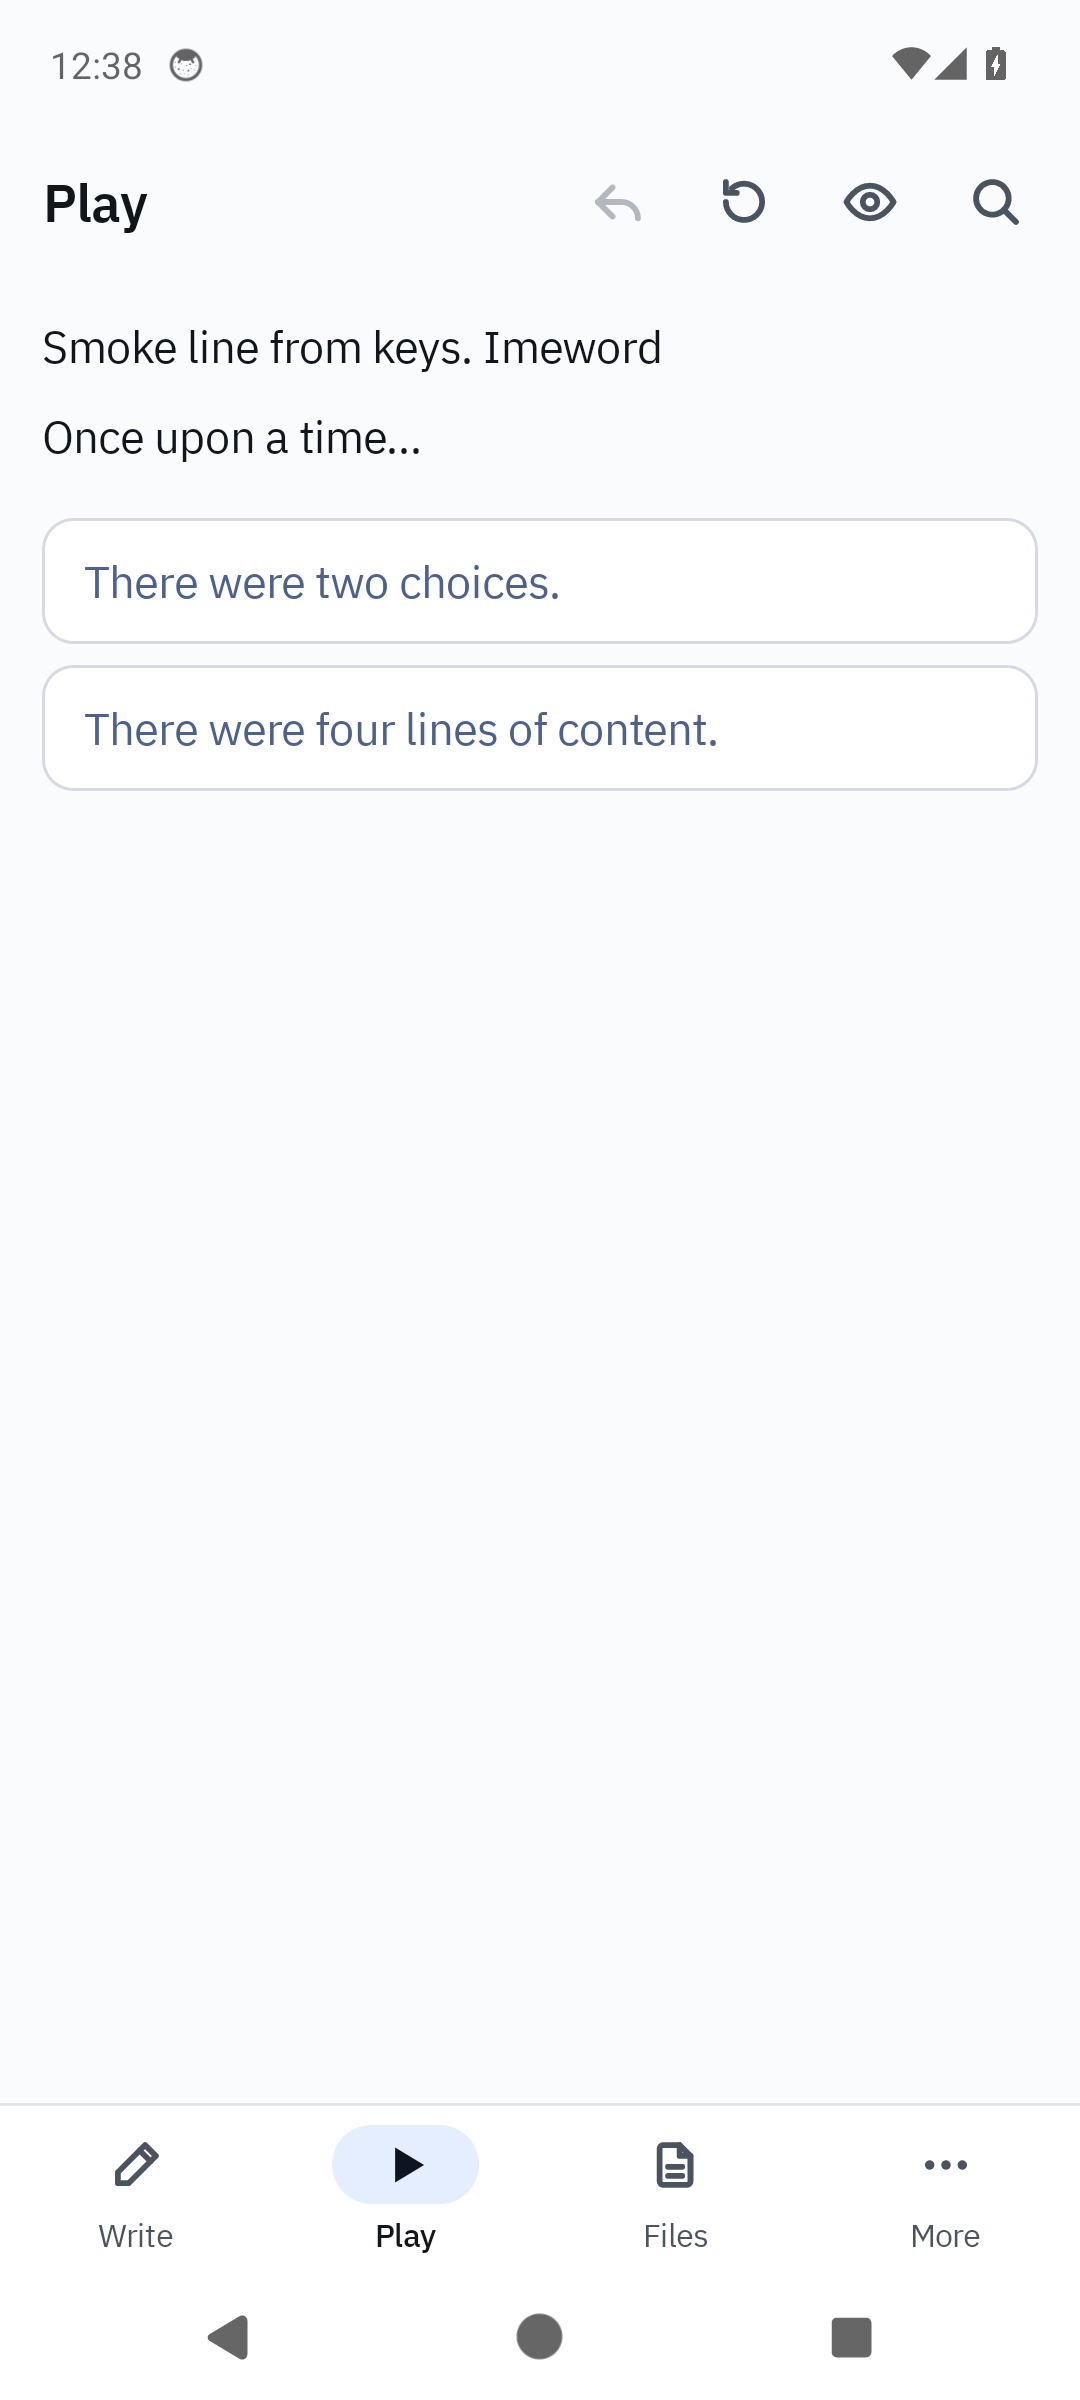 12:38
Play
Smoke line from keys. Imeword
Once upon a time...
There were two choices.
There were four lines of content.
Write
Play
Files
More